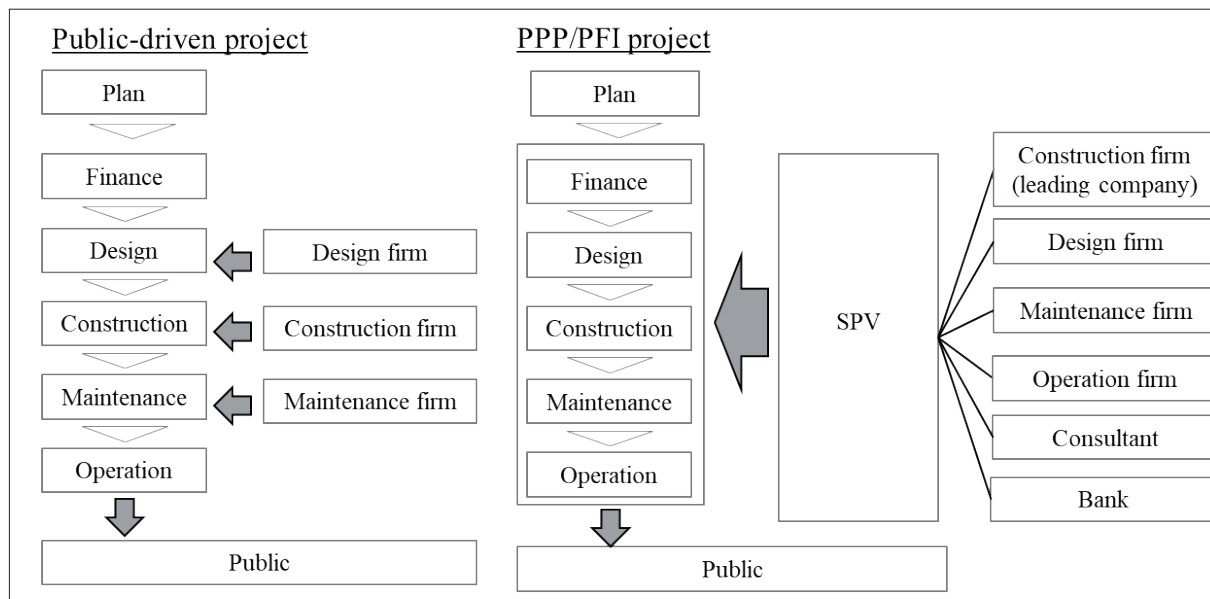 Public-driven project
Plan
Finance
Design
Construction
Maintenance
Operation
Public
Design firm
Construction firm
Maintenance firm
PPP/PFI project
Plan
Finance
Design
Construction
Maintenance
Operation
Public
SPV
Construction firm
(leading company)
Design firm
Maintenance firm
Operation firm
Consultant
Bank